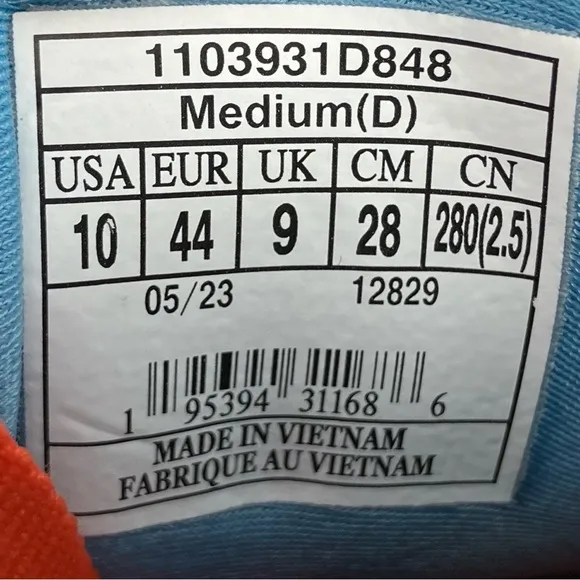 1103931D848
Medium(D)
USA EUR UK CM CN
10 44 9 28 280(2.5)
05/23 12829
1 95394 31168 6
MADE IN VIETNAM
FABRIQUE AU VIETNAM